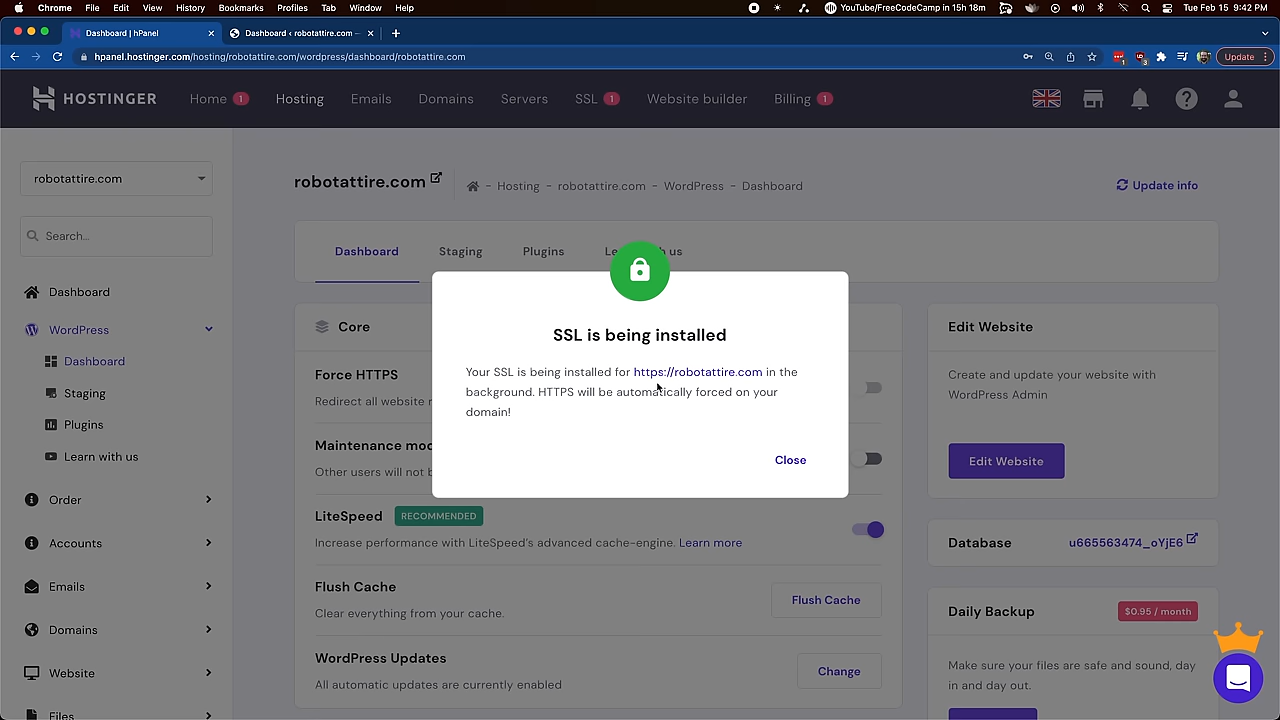 Chrome File Edit View History Bookmarks Profiles Tab Window Help
YouTube/FreeCodeCamp in 15h 18m
Tue Feb 15 9:42 PM
Dashboard | hPanel
Dashboard ‹ robotattire.com —
hpanel.hostinger.com/hosting/robotattire.com/wordpress/dashboard/robotattire.com
Update
HOSTINGER
Home 1
Hosting
Emails
Domains
Servers
SSL 1
Website builder
Billing 1
robotattire.com
Search...
Dashboard
WordPress
Dashboard
Staging
Plugins
Learn with us
Order
Accounts
Emails
Domains
Website
Files
robotattire.com
- Hosting - robotattire.com - WordPress - Dashboard
Update info
Dashboard Staging Plugins Le h us
Core
Force HTTPS
Redirect all website
Maintenance mo
Other users will not b
LiteSpeed RECOMMENDED
Increase performance with LiteSpeed's advanced cache-engine. Learn more
Flush Cache
Clear everything from your cache.
Flush Cache
WordPress Updates
All automatic updates are currently enabled
Change
SSL is being installed
Your SSL is being installed for https://robotattire.com in the
background. HTTPS will be automatically forced on your
domain!
Close
Edit Website
Create and update your website with
WordPress Admin
Edit Website
Database u665563474_oYjE6
Daily Backup $0.95 / month
Make sure your files are safe and sound, day
in and day out.